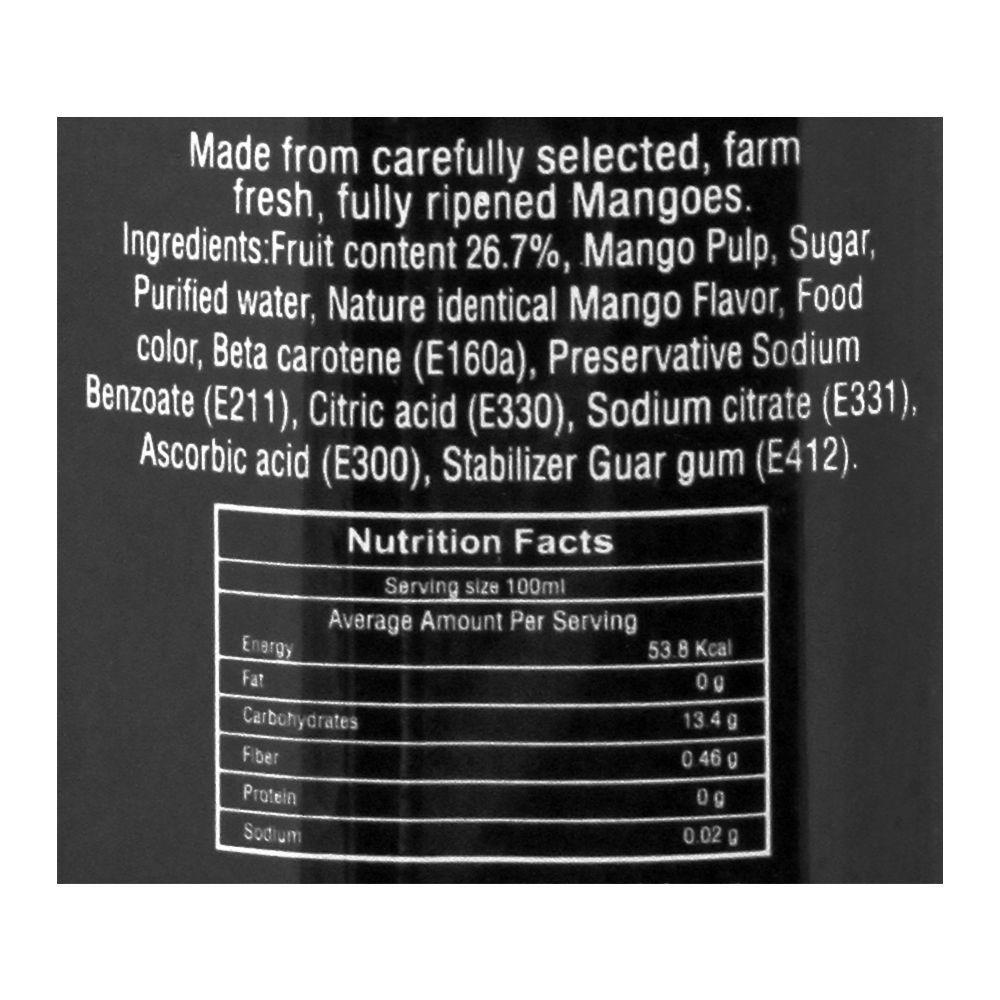 Made from carefully selected, farm
fresh, fully ripened Mangoes.
Ingredients:Fruit content 26.7%, Mango Pulp, Sugar,
Purified water, Nature identical Mango Flavor, Food
color, Beta carotene (E160a), Preservative Sodium
Benzoate (E211), Citric acid (E330), Sodium citrate (E331),
Ascorbic acid (E300), Stabilizer Guar gum (E412).
Nutrition Facts
Serving size 100ml
Average Amount Per Serving
Energy 53.8 Kcal
Fat 0 g
Carbohydrates 13.4 g
Fiber 0.46 g
Protein 0 g
Sodium 0.02 g